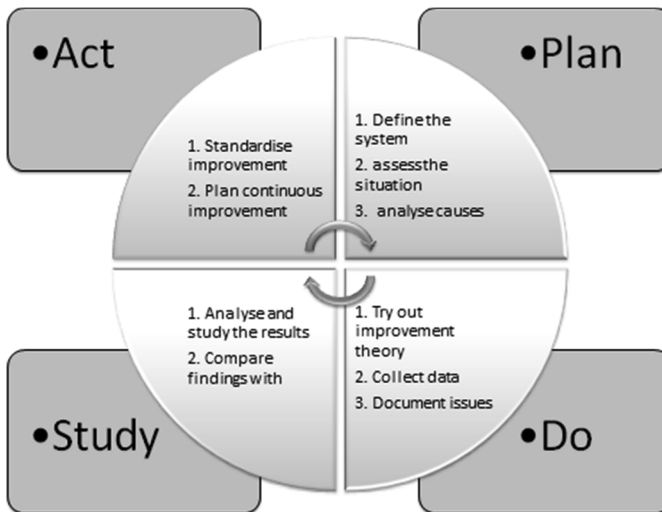 •Act
1. Standardise
improvement
2. Plan continuous
improvement
•Plan
1. Define the
system
2. assessthe
situation
3. analyse causes
•Study
1. Analyse and
study the results
2. Compare
findings with
•Do
1. Try out
improvement
theory
2. Collect data
3. Document issues